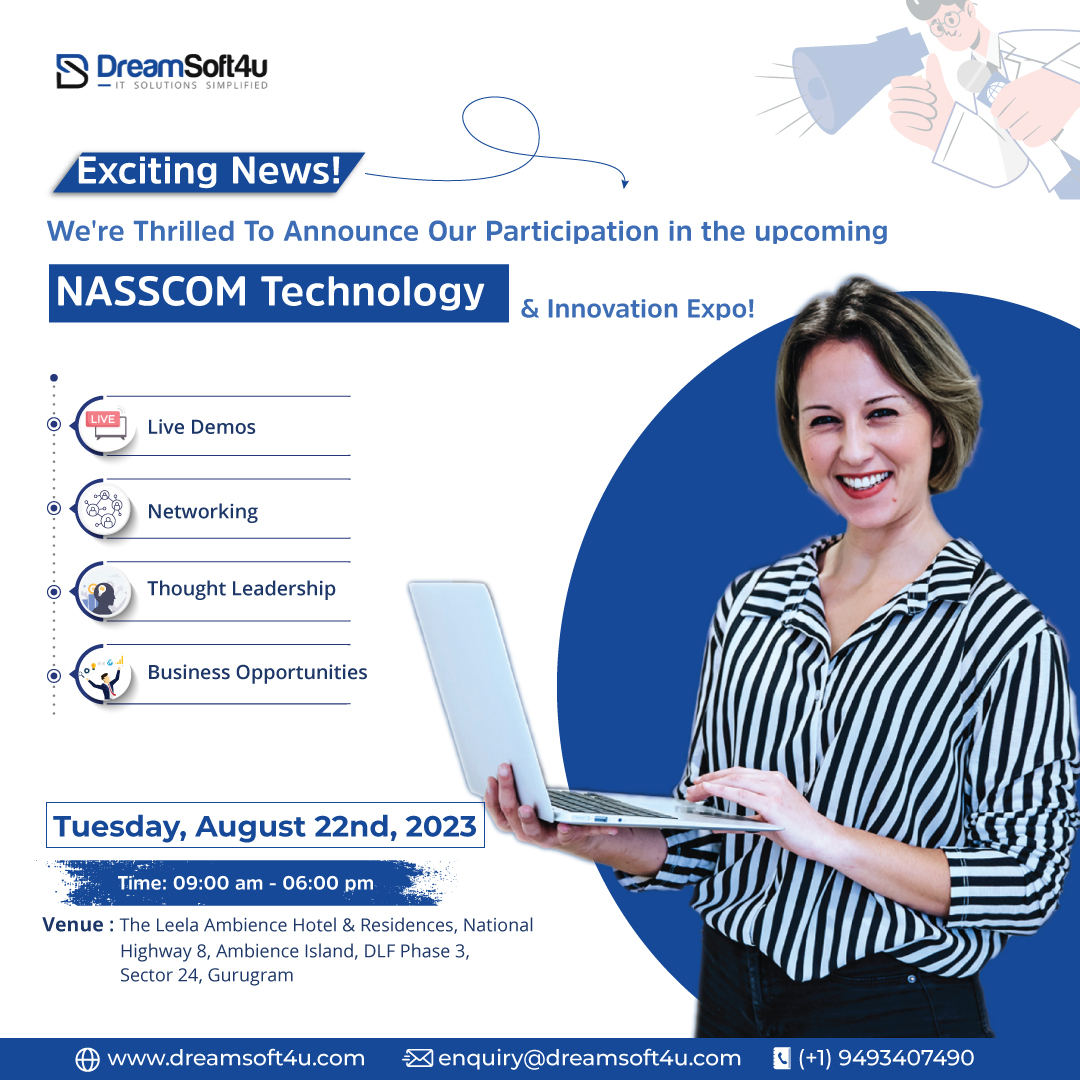 DreamSoft4u
IT SOLUTIONS SIMPLIFIED
Exciting News!
We're Thrilled To Announce Our Participation in the upcoming
NASSCOM Technology
& Innovation Expo!
LIVE
Live Demos
Networking
Thought Leadership
Business Opportunities
Tuesday, August 22nd, 2023
Time: 09:00 am - 06:00 pm
Venue : The Leela Ambience Hotel & Residences, National
Highway 8, Ambience Island, DLF Phase 3,
Sector 24, Gurugram
www.dreamsoft4u.com enquiry@dreamsoft4u.com (+1) 9493407490